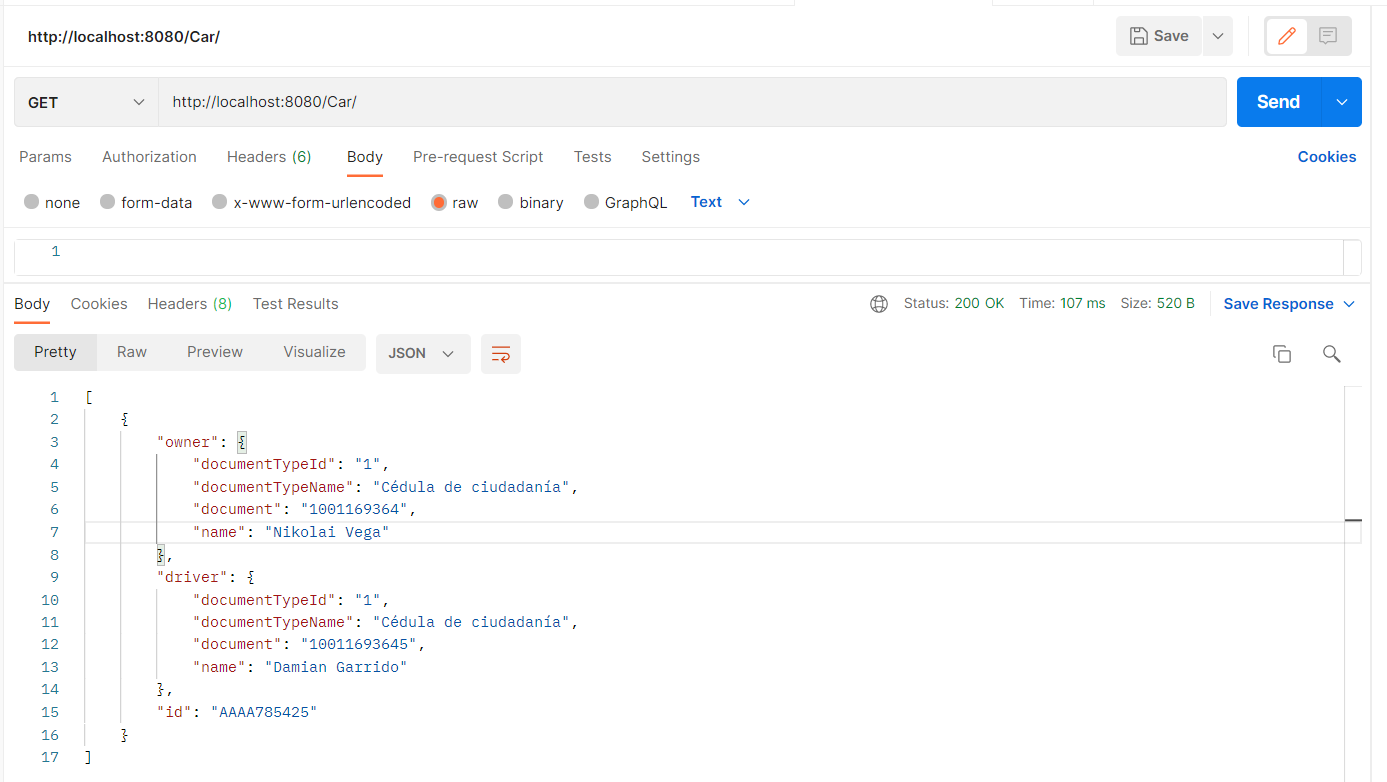 http://localhost:8080/Car/ Save
GET http://localhost:8080/Car/ Send
Params Authorization Headers (6) Body Pre-request Script Tests Settings Cookies
none form-data x-www-form-urlencoded raw binary GraphQL Text
1
Body Cookies Headers (8) Test Results Status: 200 OK Time: 107 ms Size: 520 B Save Response
Pretty Raw Preview Visualize JSON
1 [
2 {
3 "owner": {
4 "documentTypeId": "1",
5 "documentTypeName": "Cédula de ciudadanía",
6 "document": "1001169364",
7 "name": "Nikolai Vega"
8 },
9 "driver": {
10 "documentTypeId": "1",
11 "documentTypeName": "Cédula de ciudadanía",
12 "document": "10011693645",
13 "name": "Damian Garrido"
14 },
15 "id": "AAAA785425"
16 }
17 ]